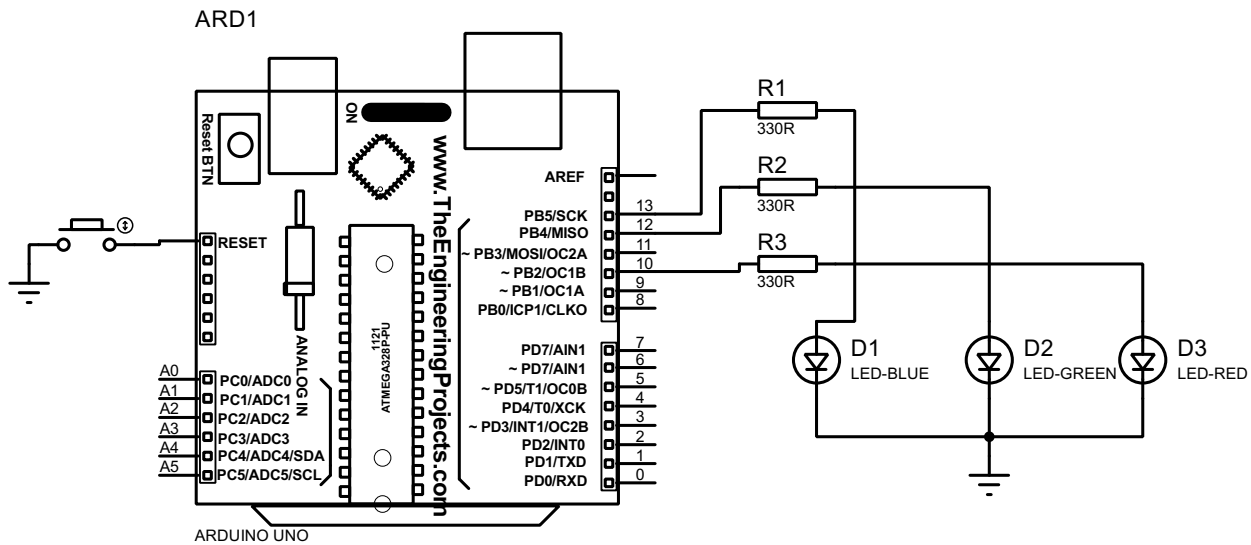 ARD1
Reset BTN
ON
www.TheEngineeringProjects.com
RESET
ANALOG IN
1121
ATMEGA328P-PU
A0 PC0/ADC0
A1 PC1/ADC1
A2 PC2/ADC2
A3 PC3/ADC3
A4 PC4/ADC4/SDA
A5 PC5/ADC5/SCL
AREF
PB5/SCK 13
PB4/MISO 12
~ PB3/MOSI/OC2A 11
~ PB2/OC1B 10
~ PB1/OC1A 9
PB0/ICP1/CLKO 8
PD7/AIN1 7
~ PD7/AIN1 6
~ PD5/T1/OC0B 5
PD4/T0/XCK 4
~ PD3/INT1/OC2B 3
PD2/INT0 2
PD1/TXD 1
PD0/RXD 0
ARDUINO UNO
R1
330R
R2
330R
R3
330R
D1
LED-BLUE
D2
LED-GREEN
D3
LED-RED